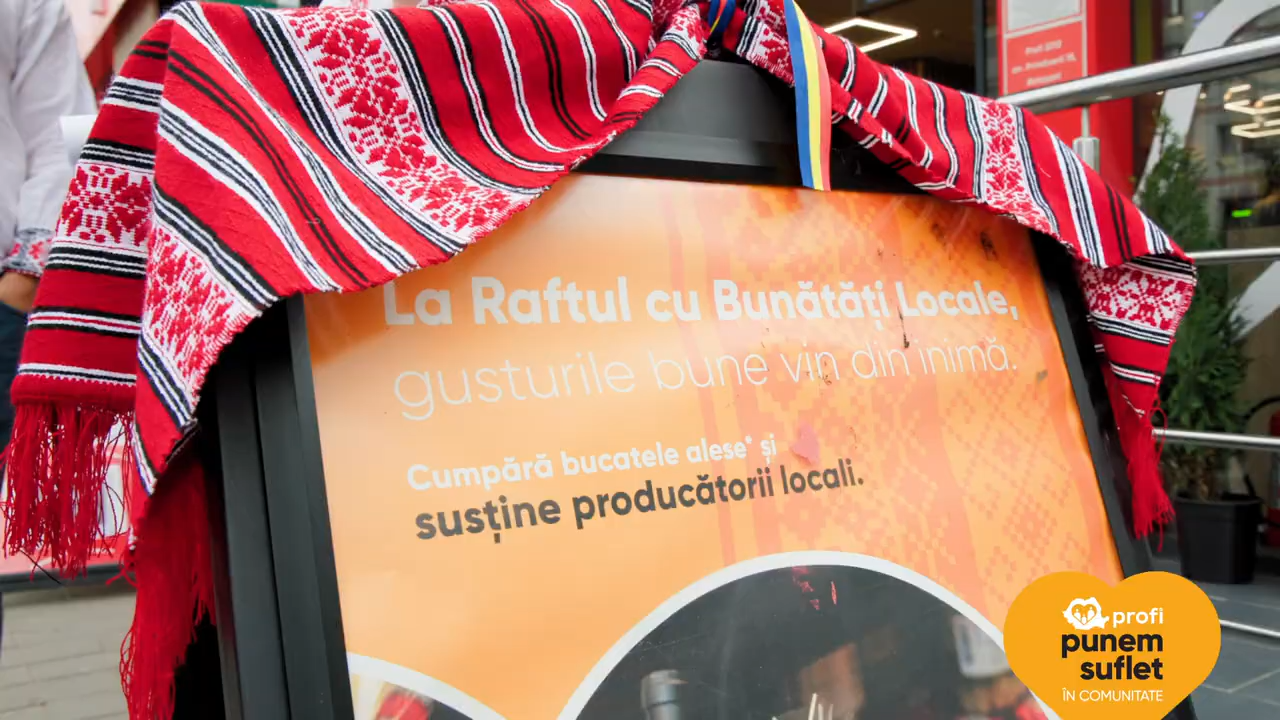 La Raftul cu Bunătăți Locale,
gusturile bune vin din inimă.
Cumpără bucatele alese* și
susține producătorii locali.
profi
punem
suflet
ÎN COMUNITATE